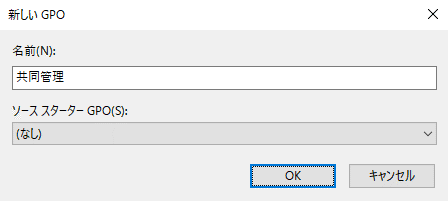 新しい GPO
名前(N):
共同管理
ソース スターター GPO(S):
(なし)
OK
キャンセル